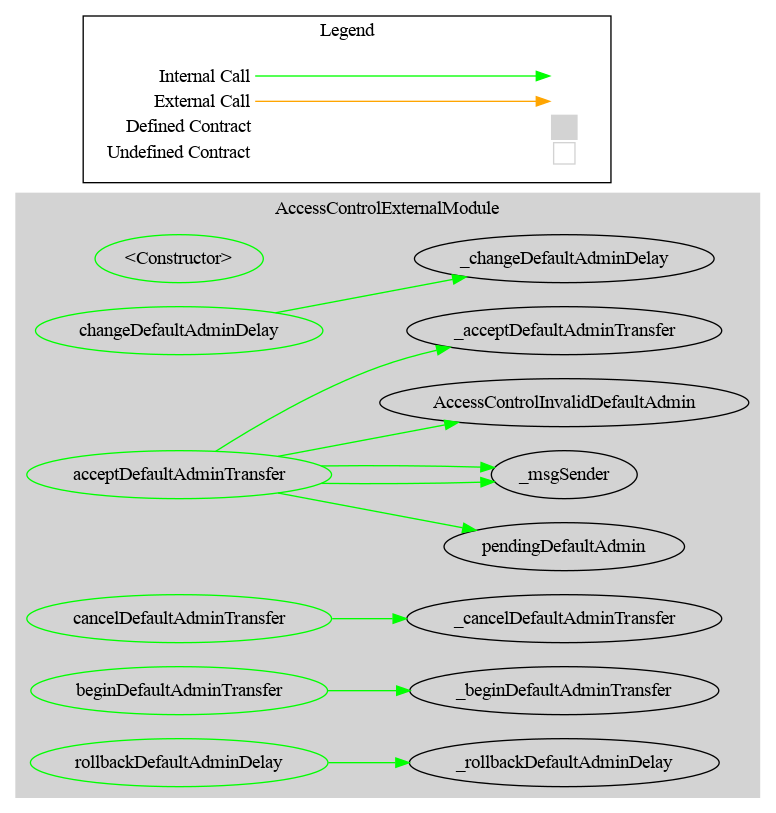 Legend
Internal Call
External Call
Defined Contract
Undefined Contract
AccessControlExternalModule
<Constructor>
_changeDefaultAdminDelay
changeDefaultAdminDelay
_acceptDefaultAdminTransfer
AccessControlInvalidDefaultAdmin
acceptDefaultAdminTransfer
_msgSender
pendingDefaultAdmin
cancelDefaultAdminTransfer
_cancelDefaultAdminTransfer
beginDefaultAdminTransfer
_beginDefaultAdminTransfer
rollbackDefaultAdminDelay
_rollbackDefaultAdminDelay